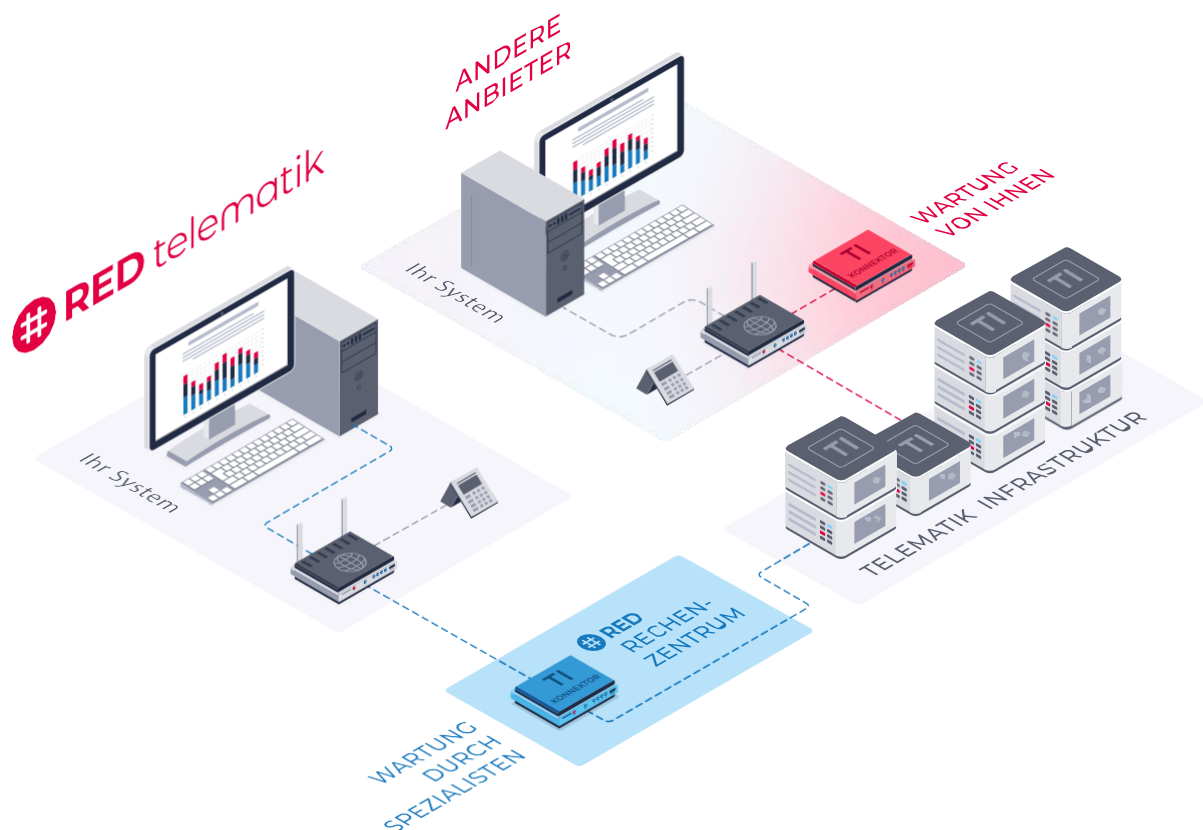 ANDERE
ANBIETER
# RED telematik
WARTUNG
VON IHNEN
TI
KONNEKTOR
Ihr System
TI
TI
TI
TI
TELEMATIK INFRASTRUKTUR
Ihr System
# RED
RECHEN-
ZENTRUM
TI
KONNEKTOR
WARTUNG
DURCH
SPEZIALISTEN